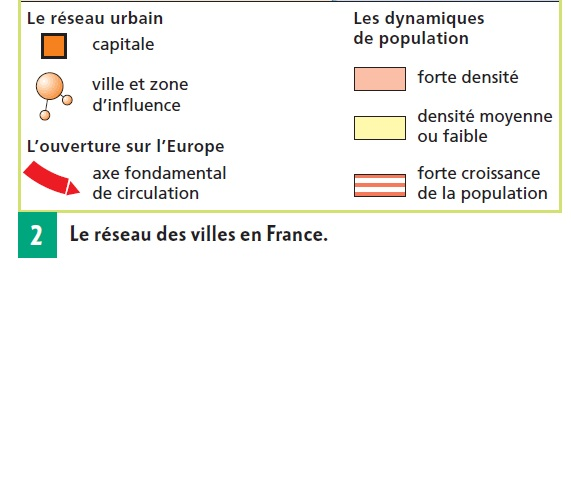 Le réseau urbain
capitale
ville et zone
d'influence
L'ouverture sur l'Europe
axe fondamental
de circulation
Les dynamiques
de population
forte densité
densité moyenne
ou faible
forte croissance
de la population
2 Le réseau des villes en France.